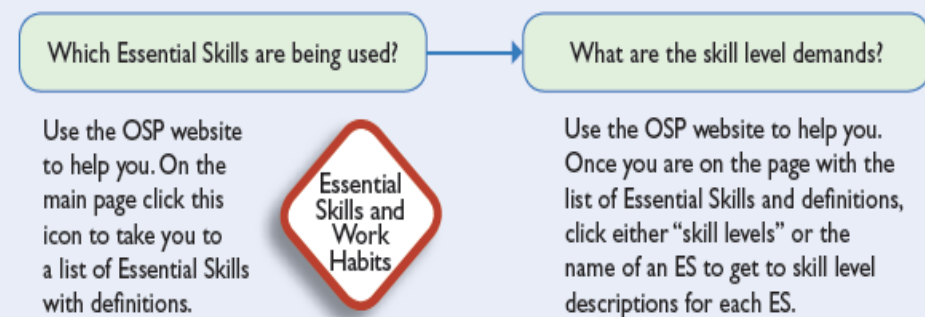 Which Essential Skills are being used?
What are the skill level demands?
Use the OSP website
to help you. On the
main page click this
icon to take you to
a list of Essential Skills
with definitions.
Essential
Skills and
Work
Habits
Use the OSP website to help you.
Once you are on the page with the
list of Essential Skills and definitions,
click either “skill levels” or the
name of an ES to get to skill level
descriptions for each ES.